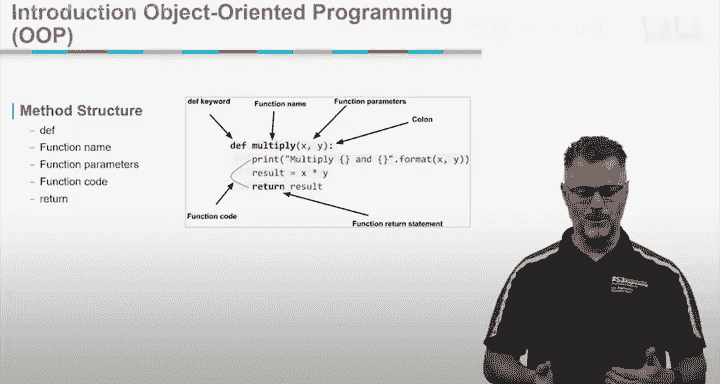 Introduction Object-Oriented Programming
(OOP)
Method Structure
– def
– Function name
– Function parameters
– Function code
– return
def keyword
Function name
Function parameters
Colon
def multiply(x, y):
print("Multiply {} and {}".format(x, y))
result = x * y
return result
Function code
Function return statement